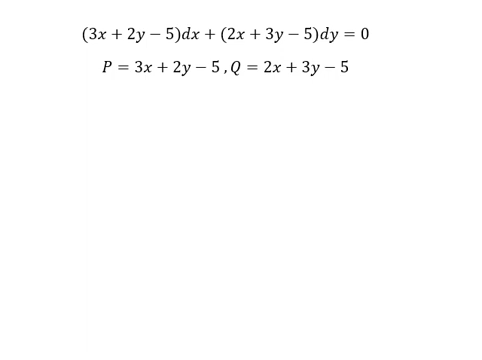 (3x + 2y − 5)dx + (2x + 3y − 5)dy = 0
P = 3x + 2y − 5 , Q = 2x + 3y − 5